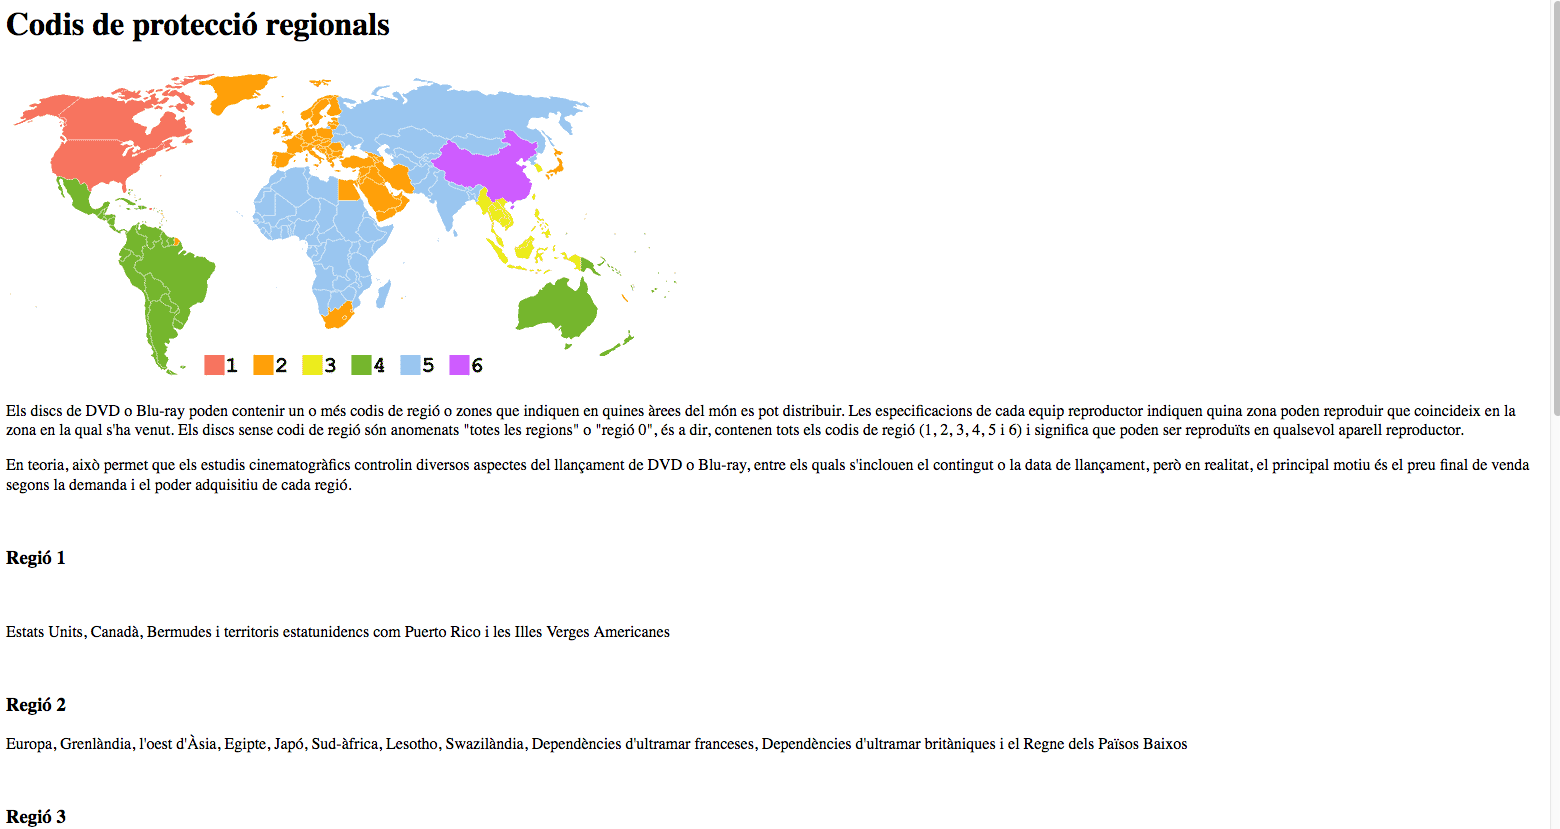 Codis de protecció regionals
1 2 3 4 5 6
Els discs de DVD o Blu-ray poden contenir un o més codis de regió o zones que indiquen en quines àrees del món es pot distribuir. Les especificacions de cada equip reproductor indiquen quina zona poden reproduir que coincideix en la
zona en la qual s'ha venut. Els discs sense codi de regió són anomenats "totes les regions" o "regió 0", és a dir, contenen tots els codis de regió (1, 2, 3, 4, 5 i 6) i significa que poden ser reproduïts en qualsevol aparell reproductor.
En teoria, això permet que els estudis cinematogràfics controlin diversos aspectes del llançament de DVD o Blu-ray, entre els quals s'inclouen el contingut o la data de llançament, però en realitat, el principal motiu és el preu final de venda
segons la demanda i el poder adquisitiu de cada regió.
Regió 1
Estats Units, Canadà, Bermudes i territoris estatunidencs com Puerto Rico i les Illes Verges Americanes
Regió 2
Europa, Grenlàndia, l'oest d'Àsia, Egipte, Japó, Sud-àfrica, Lesotho, Swazilàndia, Dependències d'ultramar franceses, Dependències d'ultramar britàniques i el Regne dels Països Baixos
Regió 3